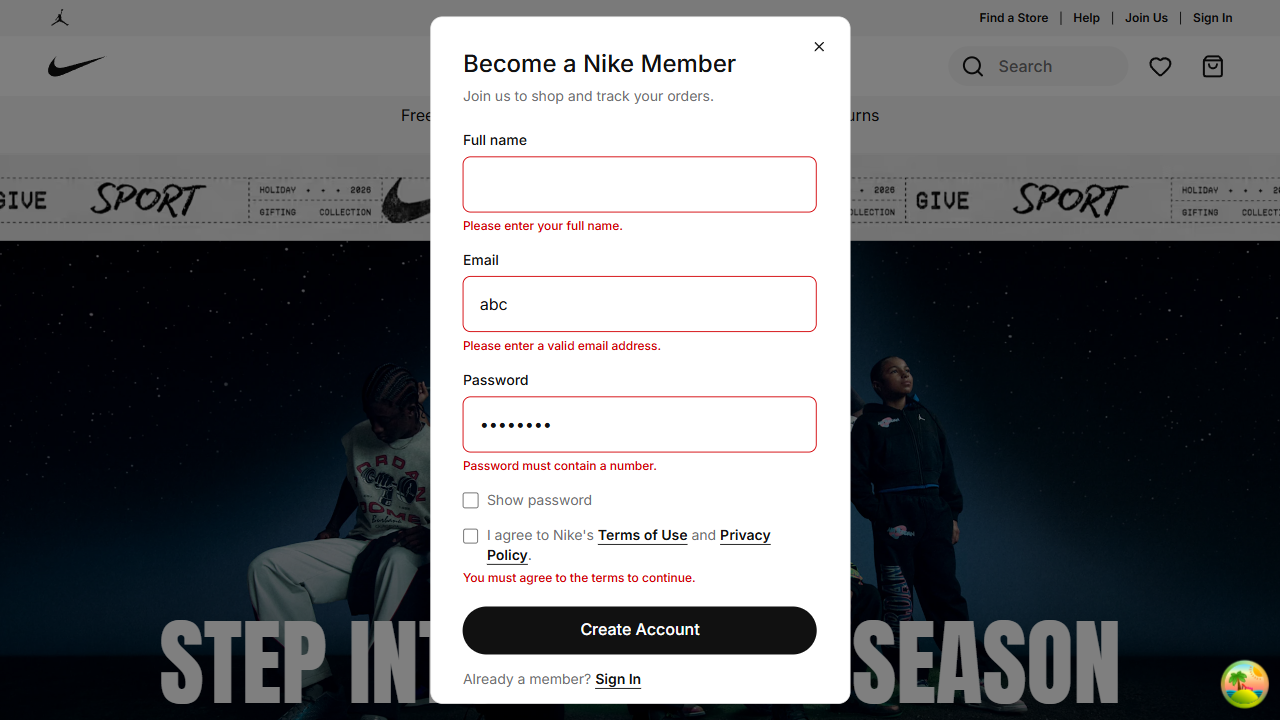 Find a Store | Help | Join Us | Sign In
Search
Become a Nike Member
Join us to shop and track your orders.
Free
urns
GIVE SPORT HOLIDAY 2026
GIFTING COLLECTION
2026 GIVE SPORT HOLIDAY 2026
COLLECTION GIFTING
Full name
Please enter your full name.
Email
abc
Please enter a valid email address.
Password
••••••••
Password must contain a number.
Show password
I agree to Nike's Terms of Use and Privacy
Policy.
You must agree to the terms to continue.
Create Account
Already a member? Sign In
STEP IN
SEASON